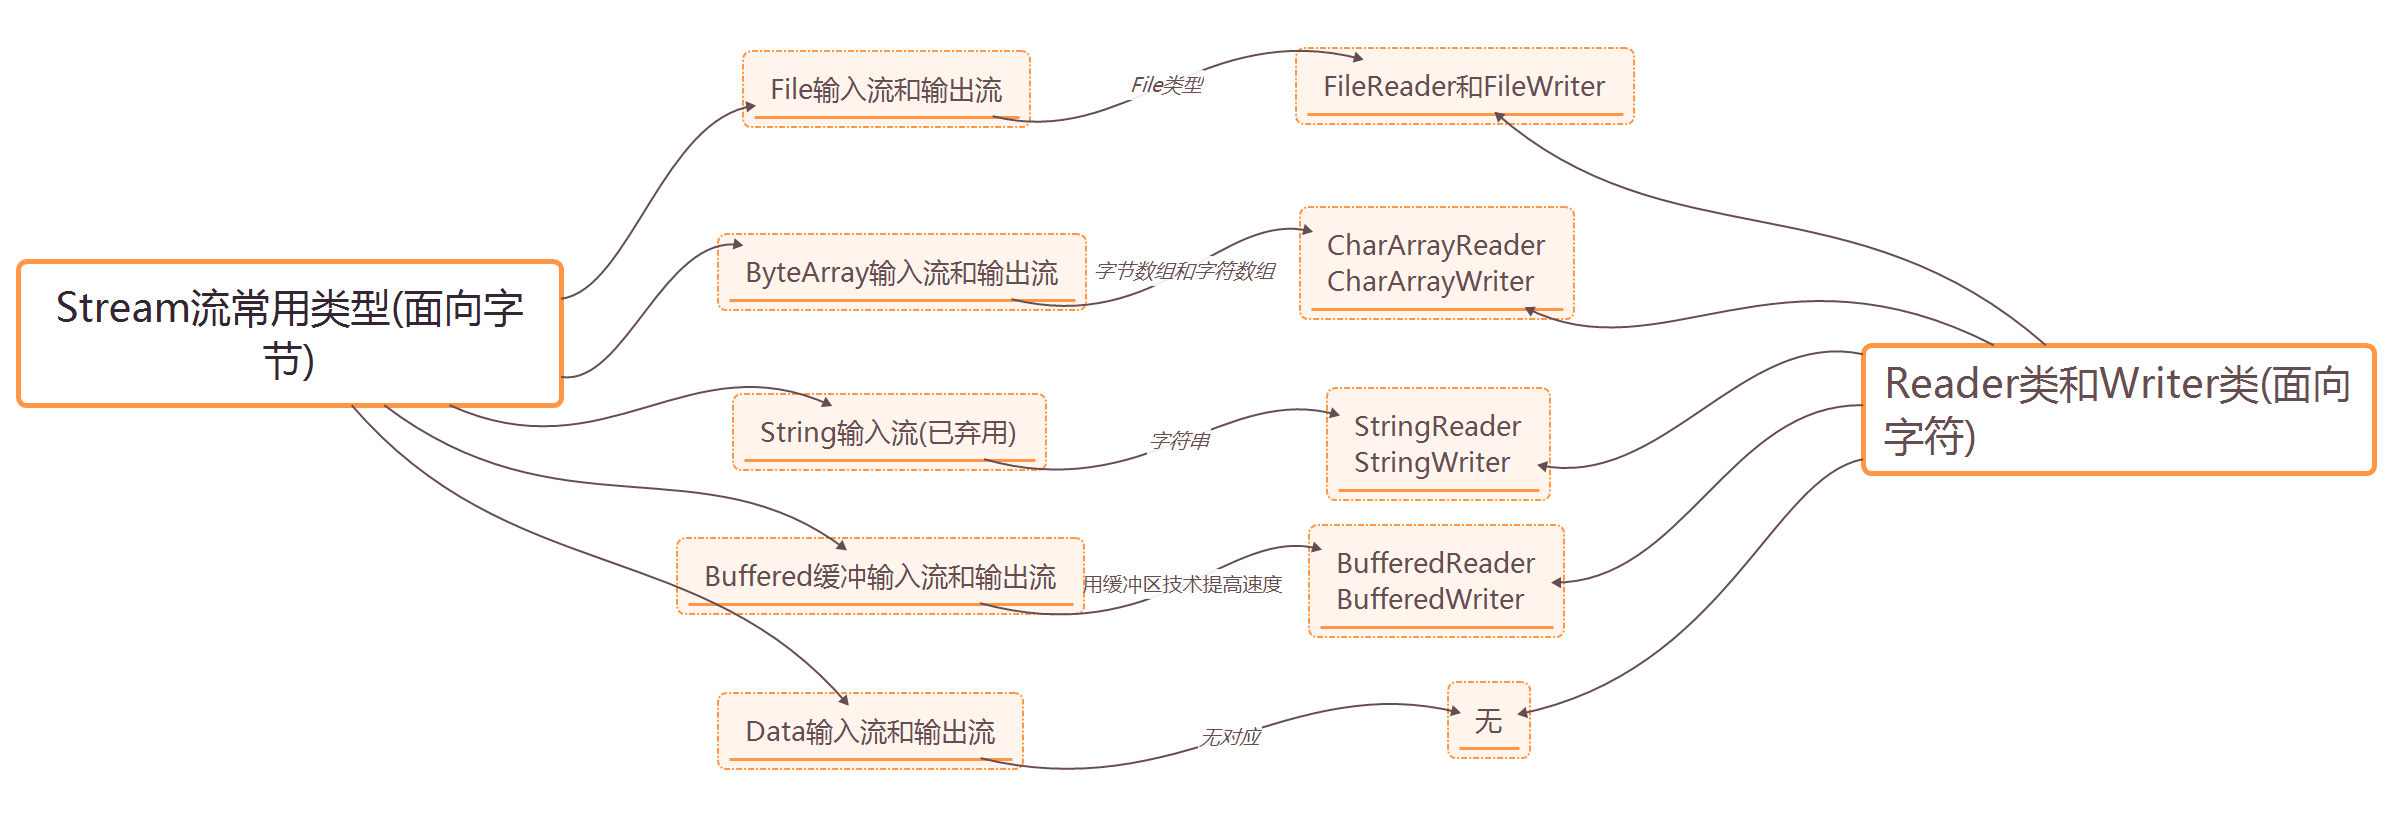 File输入流和输出流
File类型
FileReader和FileWriter
ByteArray输入流和输出流
字节数组和字符数组
CharArrayReader
CharArrayWriter
Stream流常用类型(面向字
节)
String输入流(已弃用)
字符串
StringReader
StringWriter
Reader类和Writer类(面向
字符)
Buffered缓冲输入流和输出流
用缓冲区技术提高速度
BufferedReader
BufferedWriter
Data输入流和输出流
无对应
无